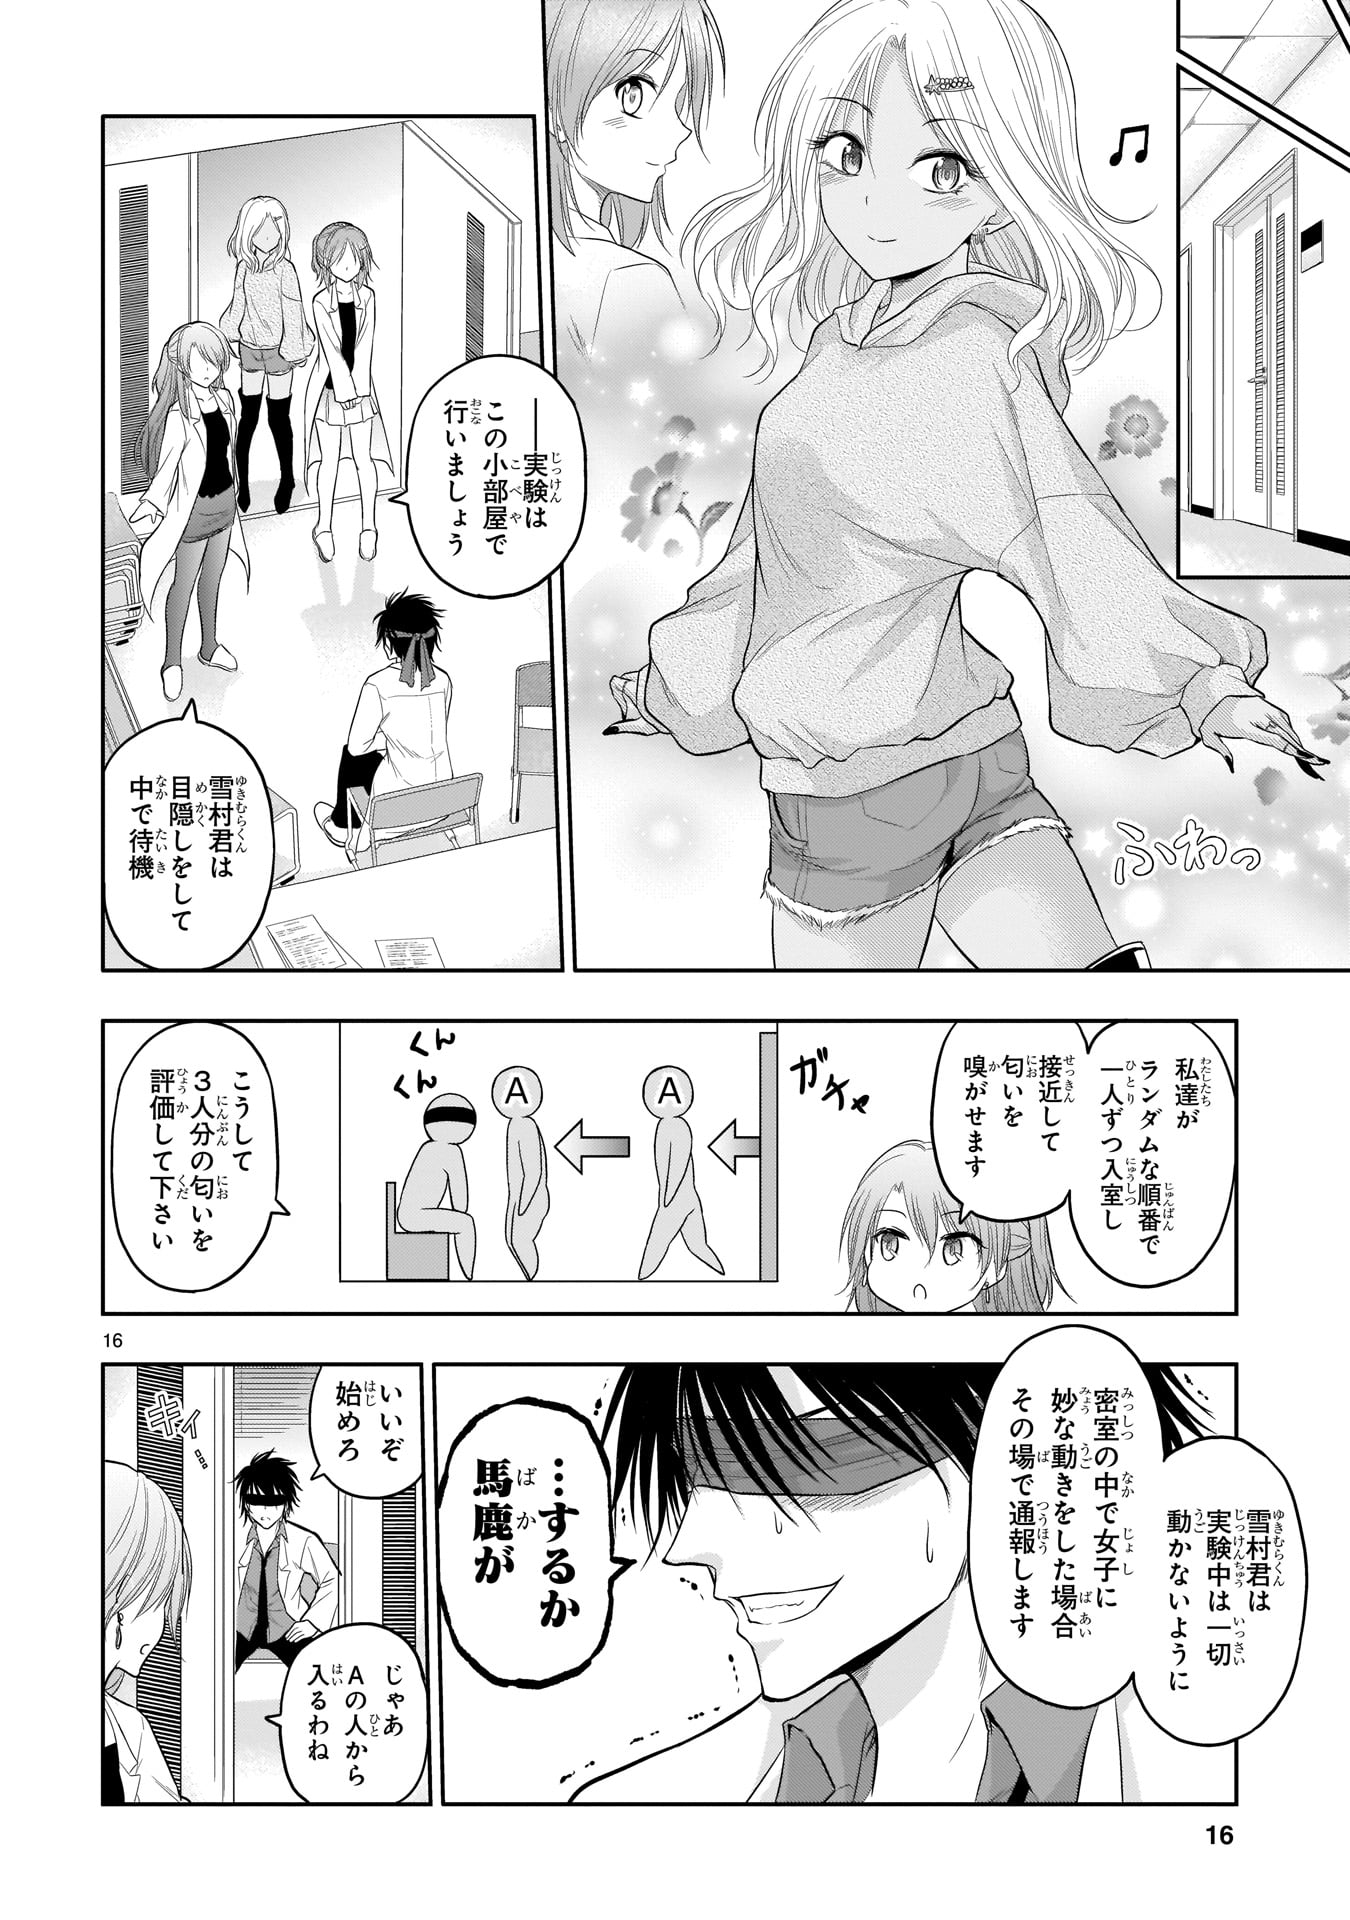 ♫
ふわっ
――実験は
この小部屋で
行いましょう
雪村君は
目隠しをして
中で待機
私達が
ランダムな順番で
一人ずつ入室し
接近して
匂いを
嗅がせます
ガチャ
A
A
くん
くん
こうして
3人分の匂いを
評価して下さい
雪村君は
実験中は一切
動かないように
密室の中で女子に
妙な動きをした場合
その場で通報します
…するか
馬鹿が
いいぞ
始めろ
キィ…
じゃあ
Aの人から
入るわね
16
16